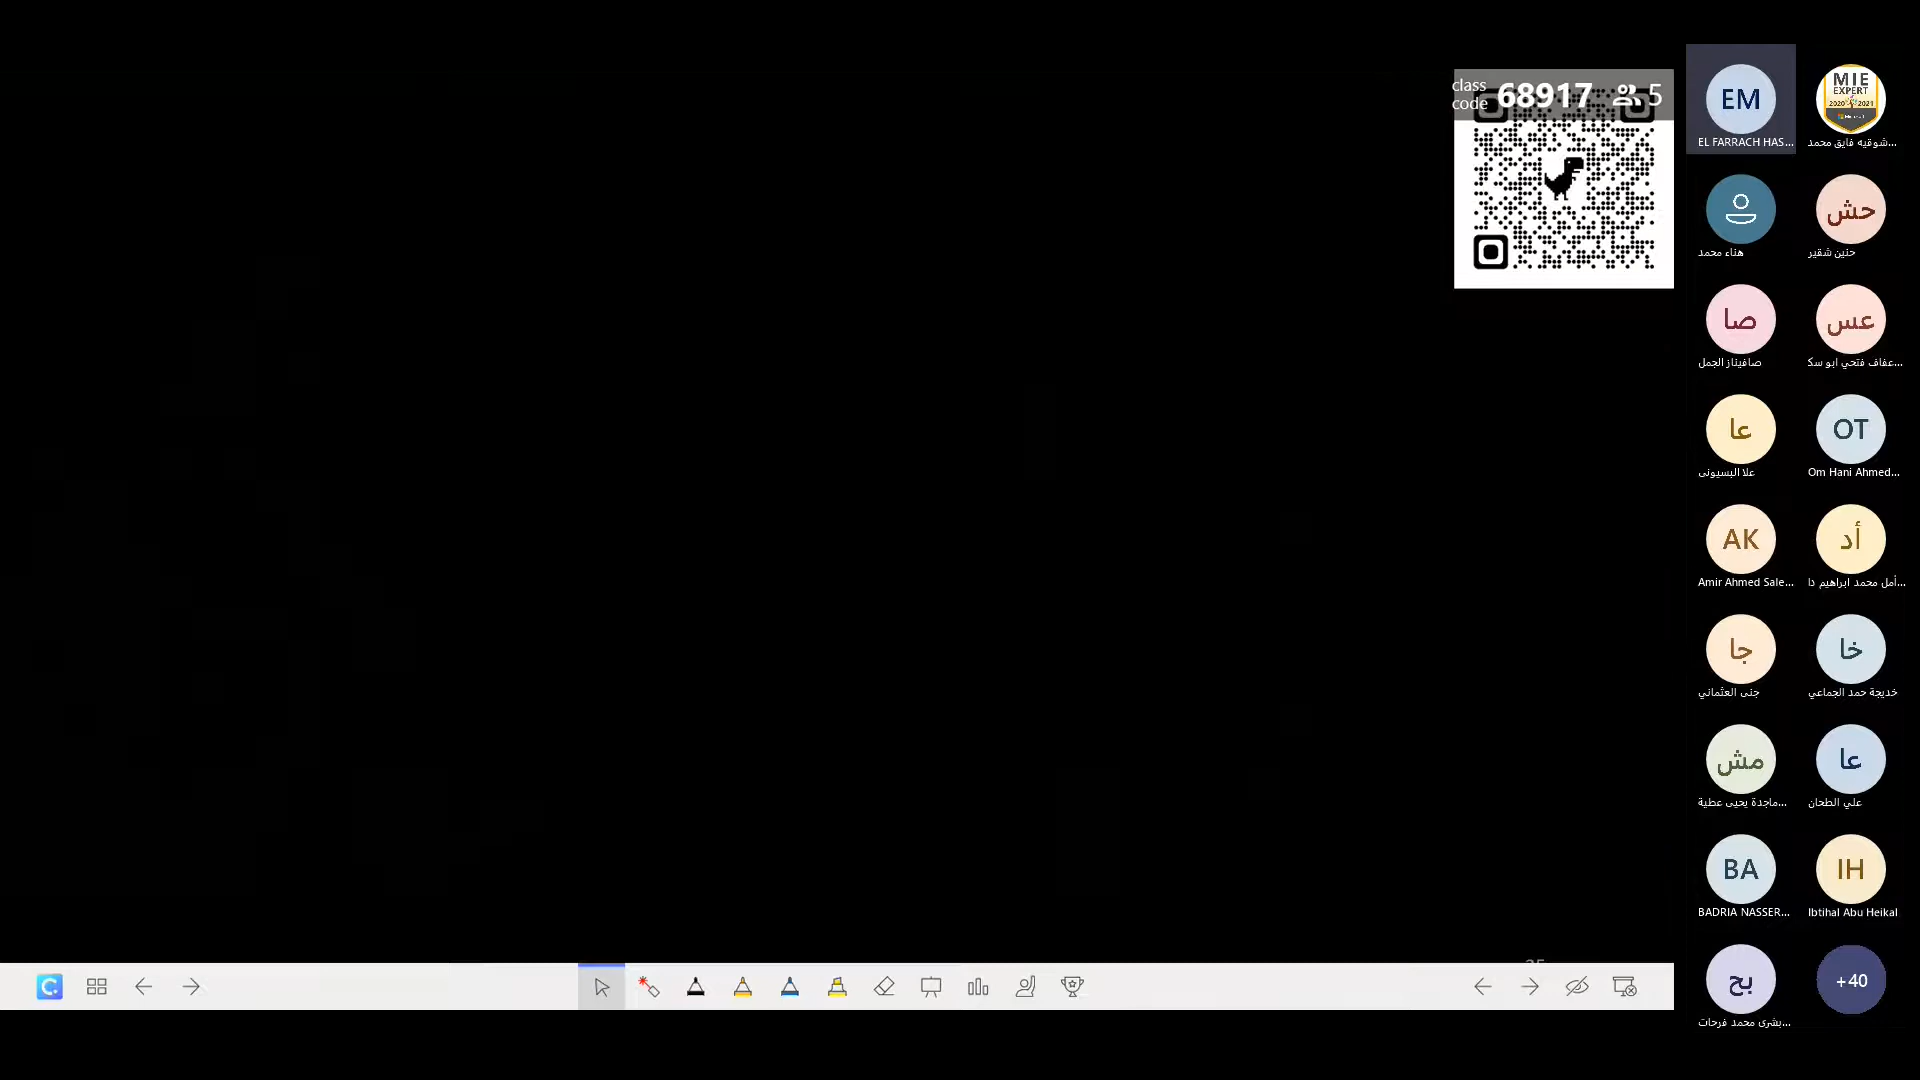 class
code 68917 5
EM
EL FARRACH HAS...
MIE
EXPERT
2020 2021
Microsoft
شوقيه فايق محمد...
هناء محمد
حش
حنين شقير
صا
صافيناز الجمل
عس
عفاف فتحي ابو سك...
عا
علا البسيونى
OT
Om Hani Ahmed...
AK
Amir Ahmed Sale...
أد
أمل محمد ابراهيم دا...
جا
جنى العثماني
خا
خديجة حمد الجماعي
مش
ماجدة يحيى عطية...
عا
علي الطحان
BA
BADRIA NASSER...
IH
Ibtihal Abu Heikal
بح
بشرى محمد فرحات...
+40